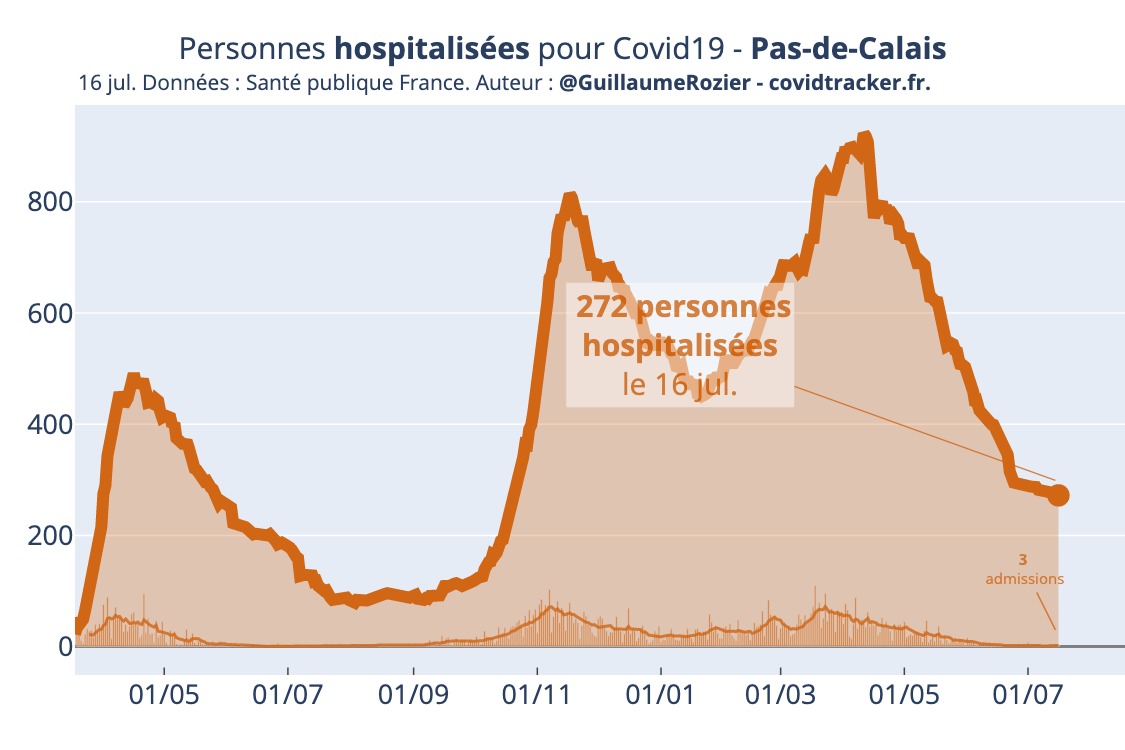 Personnes hospitalisées pour Covid19 - Pas-de-Calais
16 jul. Données : Santé publique France. Auteur : @GuillaumeRozier - covidtracker.fr.
800
600
400
200
0
272 personnes
hospitalisées
le 16 jul.
3
admissions
01/05
01/07
01/09
01/11
01/01
01/03
01/05
01/07